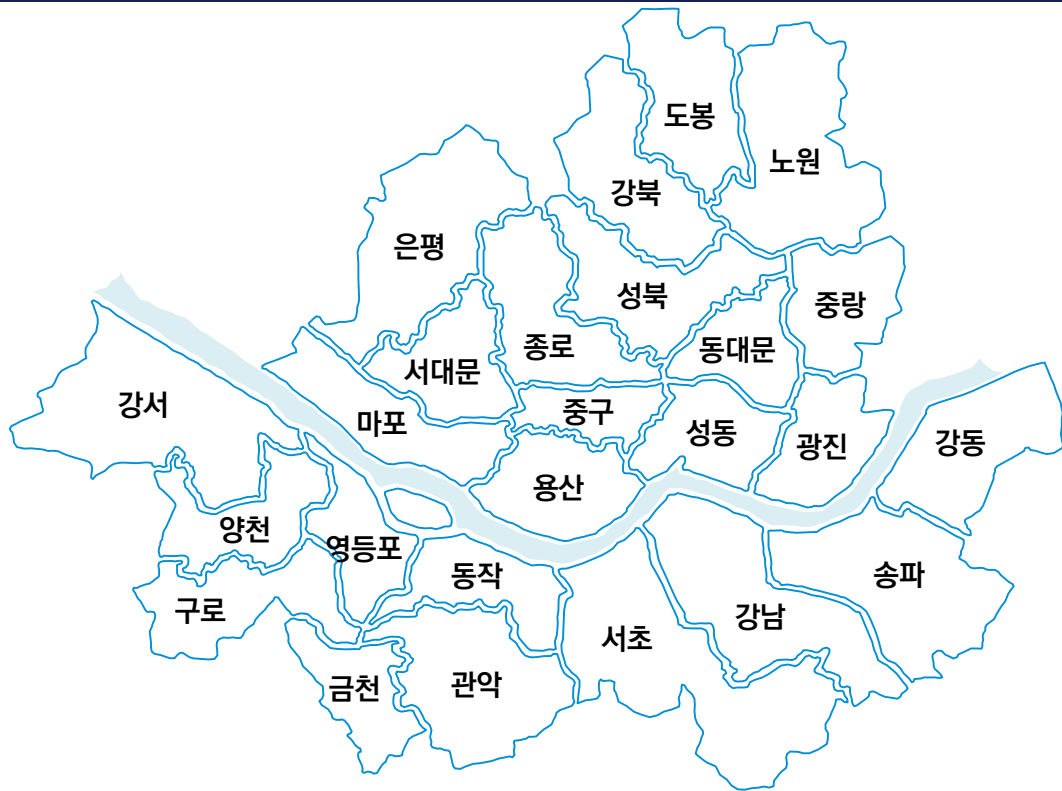 도봉
노원
강북
은평
성북
중랑
종로
동대문
서대문
강서
마포
중구
성동
광진
강동
용산
양천
영등포
동작
송파
구로
강남
서초
금천
관악